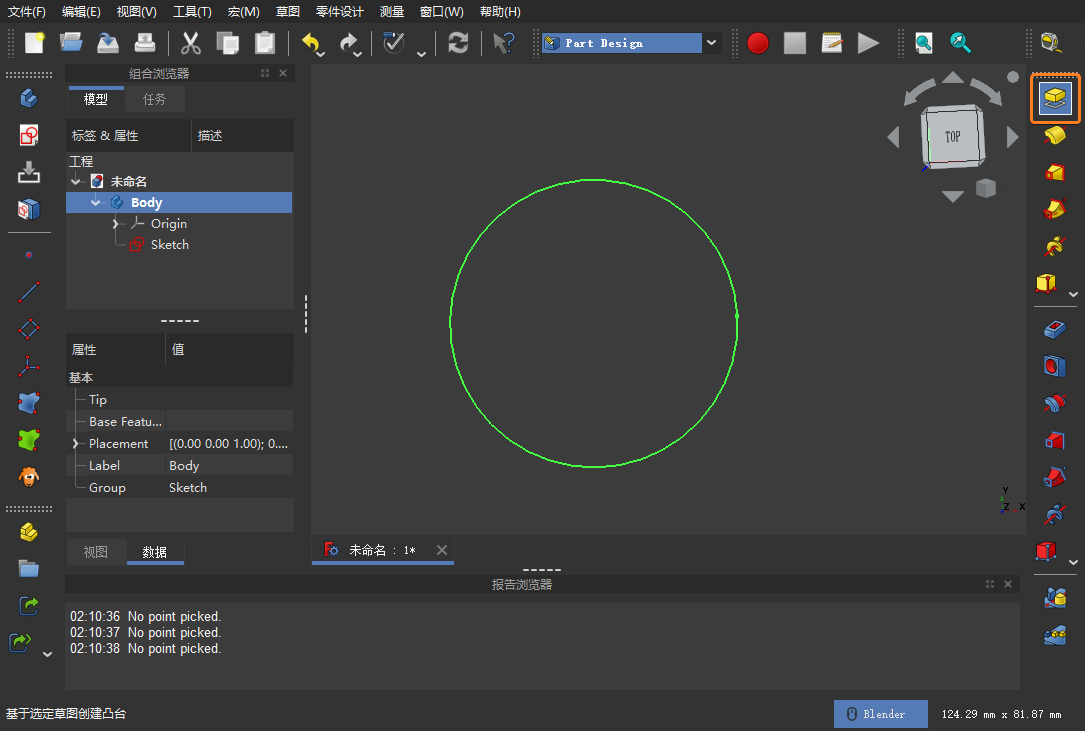 文件(F) 编辑(E) 视图(V) 工具(T) 宏(M) 草图 零件设计 测量 窗口(W) 帮助(H)
Part Design
组合浏览器
模型 任务
标签 & 属性 描述
工程
未命名
Body
Origin
Sketch
TOP
属性 值
基本
Tip
Base Featu...
Placement [(0.00 0.00 1.00); 0....
Label Body
Group Sketch
视图 数据
Y
Z X
未命名 : 1*
报告浏览器
02:10:36 No point picked.
02:10:37 No point picked.
02:10:38 No point picked.
基于选定草图创建凸台
Blender 124.29 mm x 81.87 mm